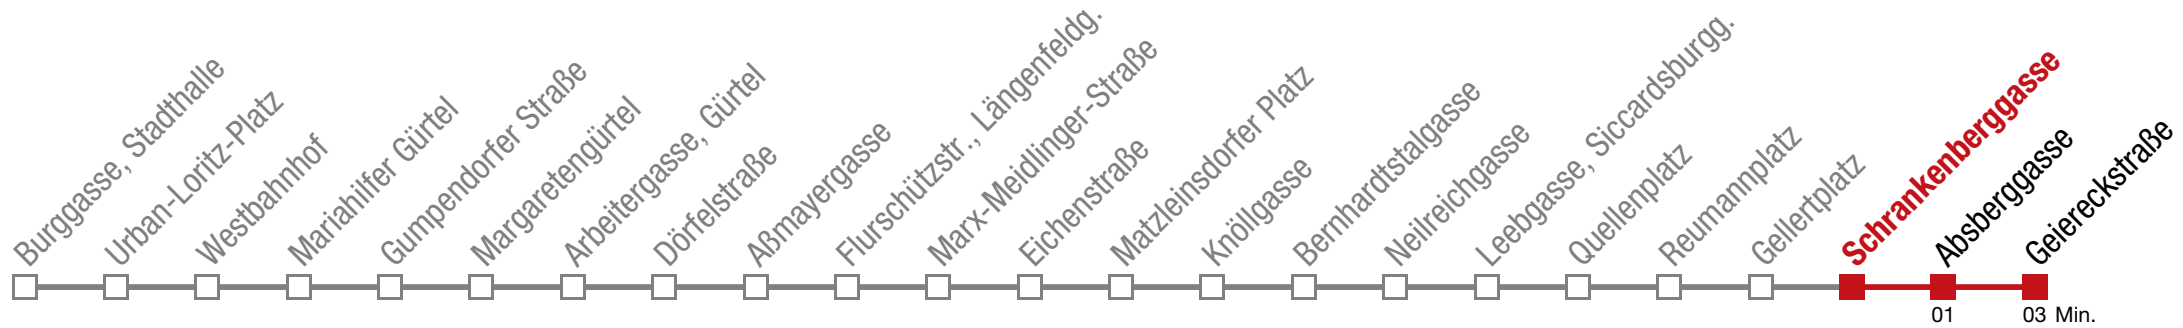 Burggasse, Stadthalle
Urban-Loritz-Platz
Westbahnhof
Mariahilfer Gürtel
Gumpendorfer Straße
Margaretengürtel
Arbeitergasse, Gürtel
Dörfelstraße
Aßmayergasse
Flurschützstr., Längenfeldg.
Marx-Meidlinger-Straße
Eichenstraße
Matzleinsdorfer Platz
Knöllgasse
Bernhardtstalgasse
Neilreichgasse
Leebgasse, Siccardsburgg.
Quellenplatz
Reumannplatz
Gellertplatz
Schrankenberggasse
Absberggasse
Geiereckstraße
01
03 Min.